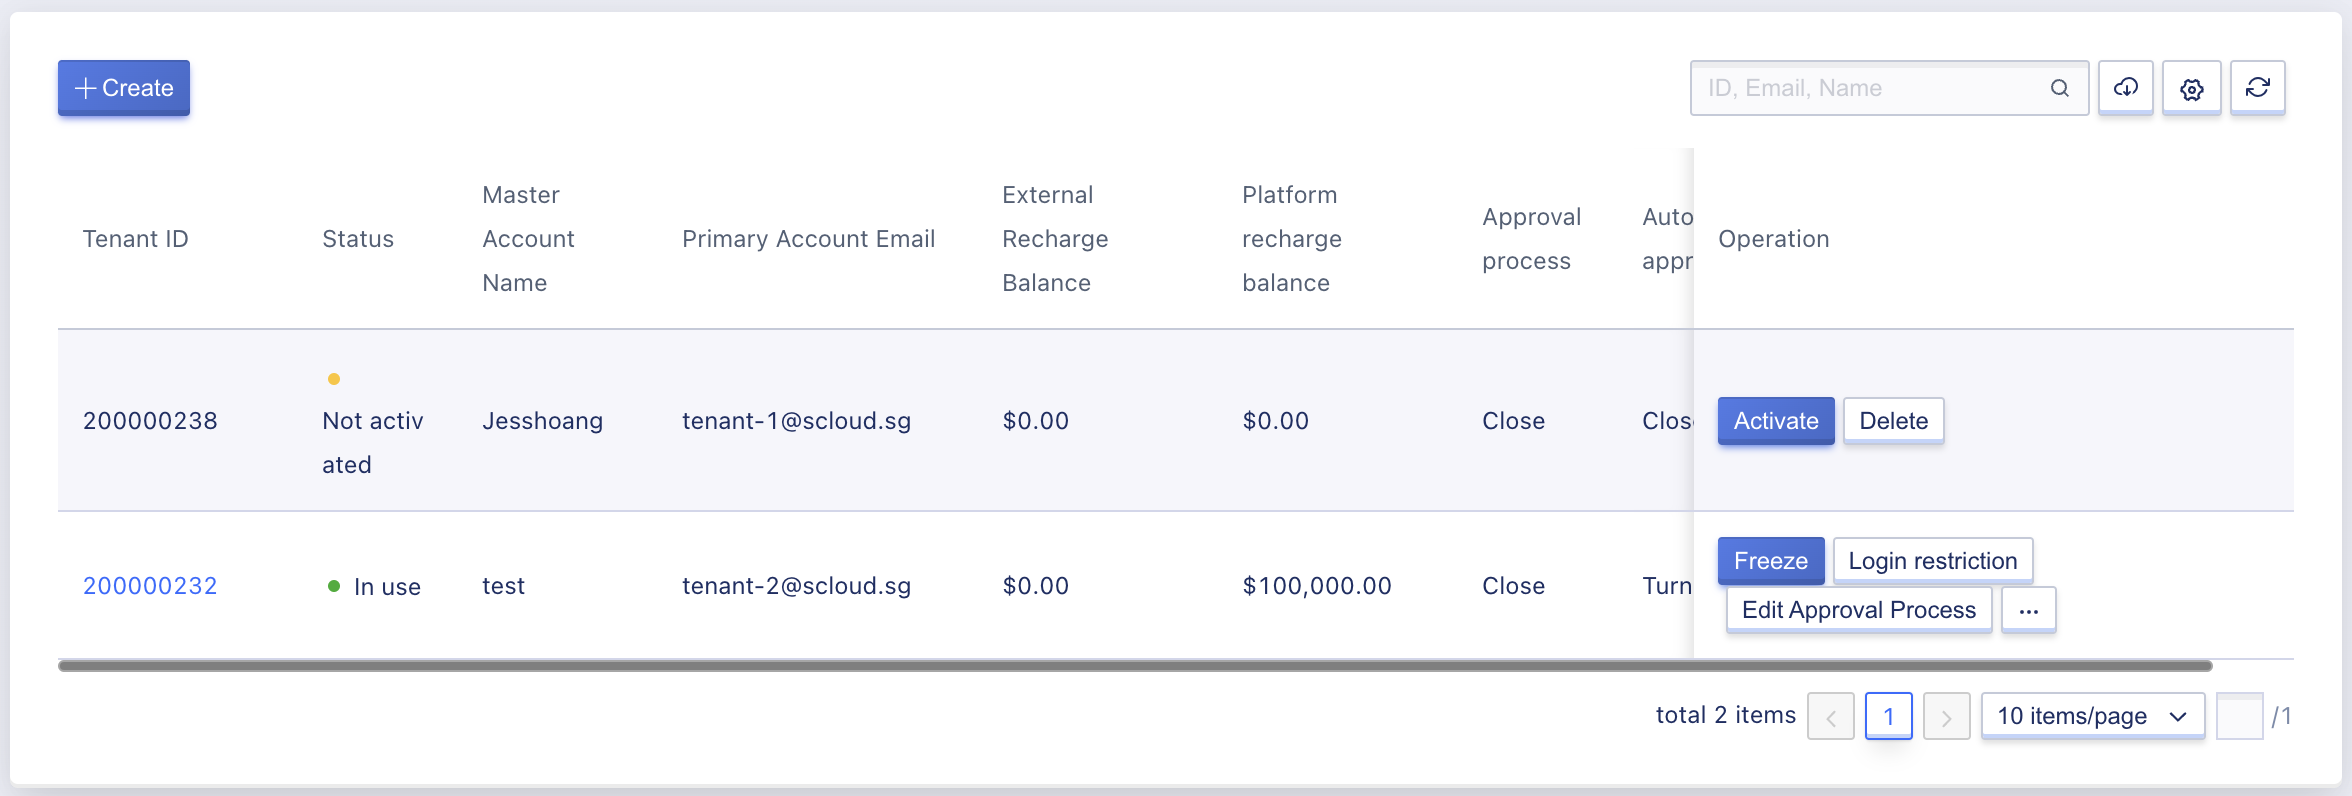 Create
ID, Email, Name
Tenant ID
Status
Master
Account
Name
Primary Account Email
External
Recharge
Balance
Platform
recharge
balance
Approval
process
Auto
appr
Operation
200000238
Not activ
ated
Jesshoang
tenant-1@scloud.sg
$0.00
$0.00
Close
Clos
Activate
Delete
200000232
In use
test
tenant-2@scloud.sg
$0.00
$100,000.00
Close
Turn
Freeze
Login restriction
Edit Approval Process
...
total 2 items
1
10 items/page
/1